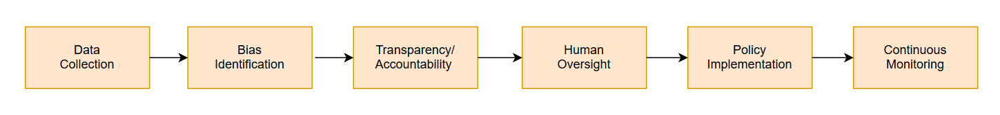 Data
Collection
Bias
Identification
Transparency/
Accountability
Human
Oversight
Policy
Implementation
Continuous
Monitoring